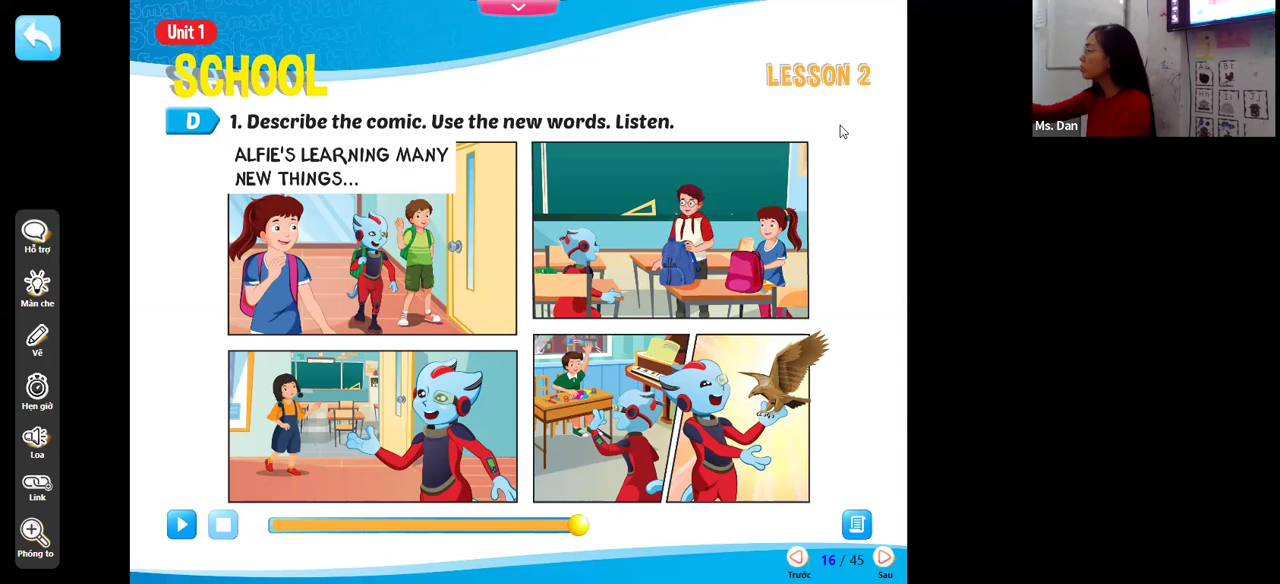 Unit 1
SCHOOL
LESSON 2
D 1. Describe the comic. Use the new words. Listen.
ALFIE'S LEARNING MANY
NEW THINGS...
Hỗ trợ
Màn che
Vẽ
Hẹn giờ
Loa
Link
Phóng to
16 / 45
Trước
Sau
Ms. Dan